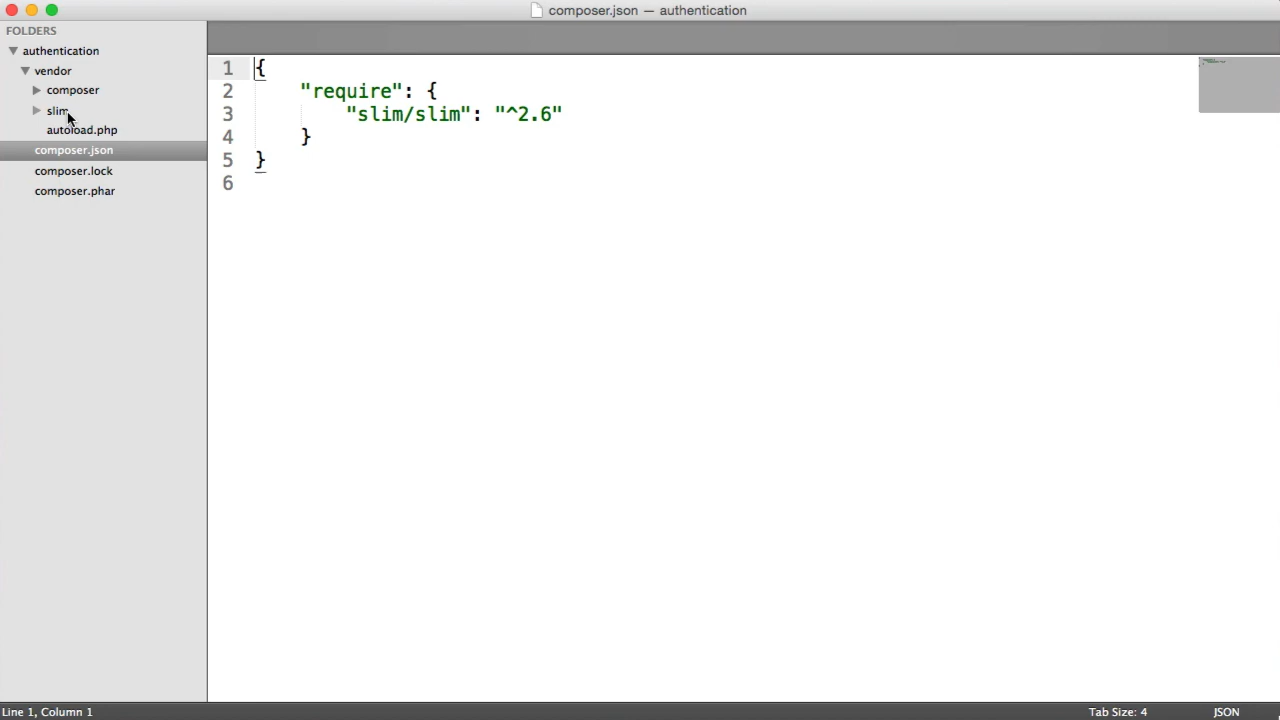 composer.json — authentication
FOLDERS
authentication
vendor
composer
slim
autoload.php
composer.json
composer.lock
composer.phar
1 {
2 "require": {
3 "slim/slim": "^2.6"
4 }
5 }
6
Line 1, Column 1
Tab Size: 4
JSON